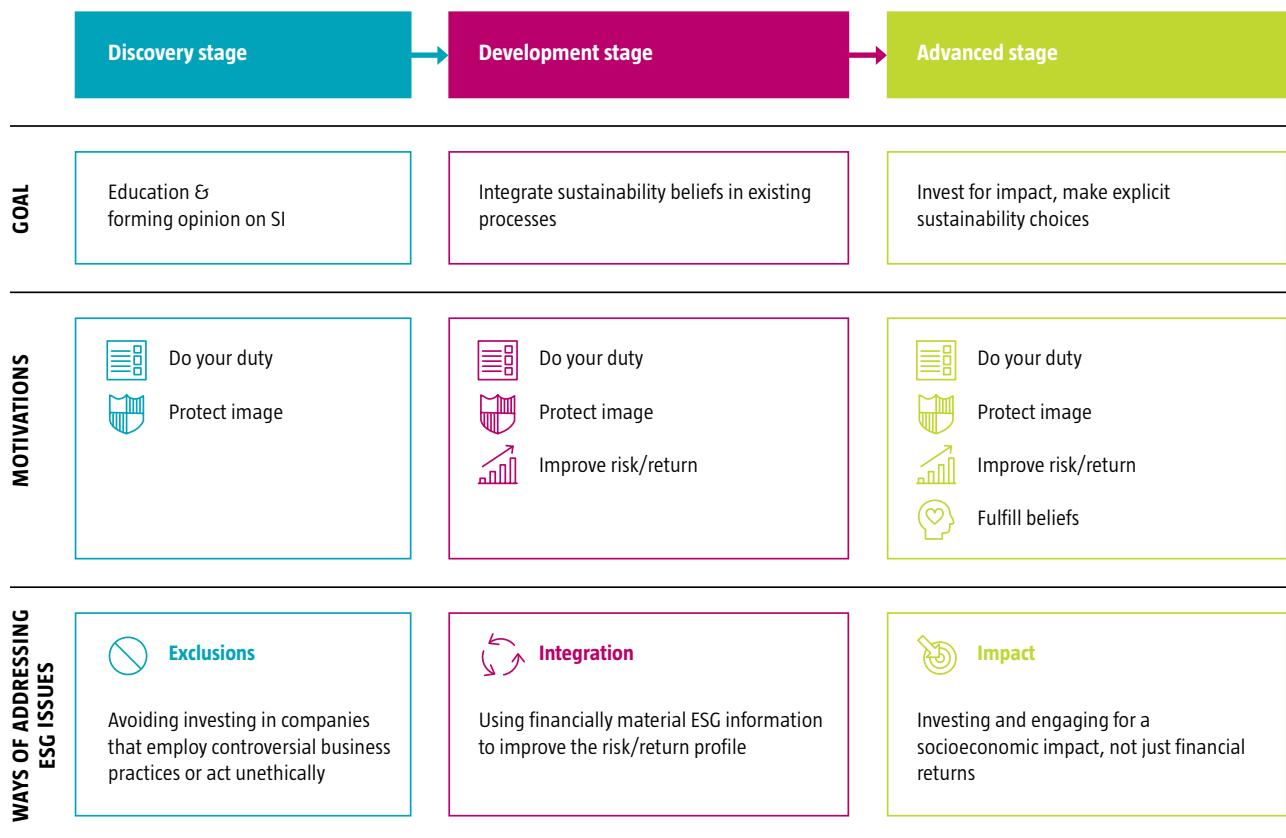 Discovery stage
Development stage
Advanced stage
GOAL
Education &
forming opinion on SI
Integrate sustainability beliefs in existing
processes
Invest for impact, make explicit
sustainability choices
MOTIVATIONS
Do your duty
Protect image
Do your duty
Protect image
Improve risk/return
Do your duty
Protect image
Improve risk/return
Fulfill beliefs
WAYS OF ADDRESSING
ESG ISSUES
Exclusions
Avoiding investing in companies
that employ controversial business
practices or act unethically
Integration
Using financially material ESG information
to improve the risk/return profile
Impact
Investing and engaging for a
socioeconomic impact, not just financial
returns